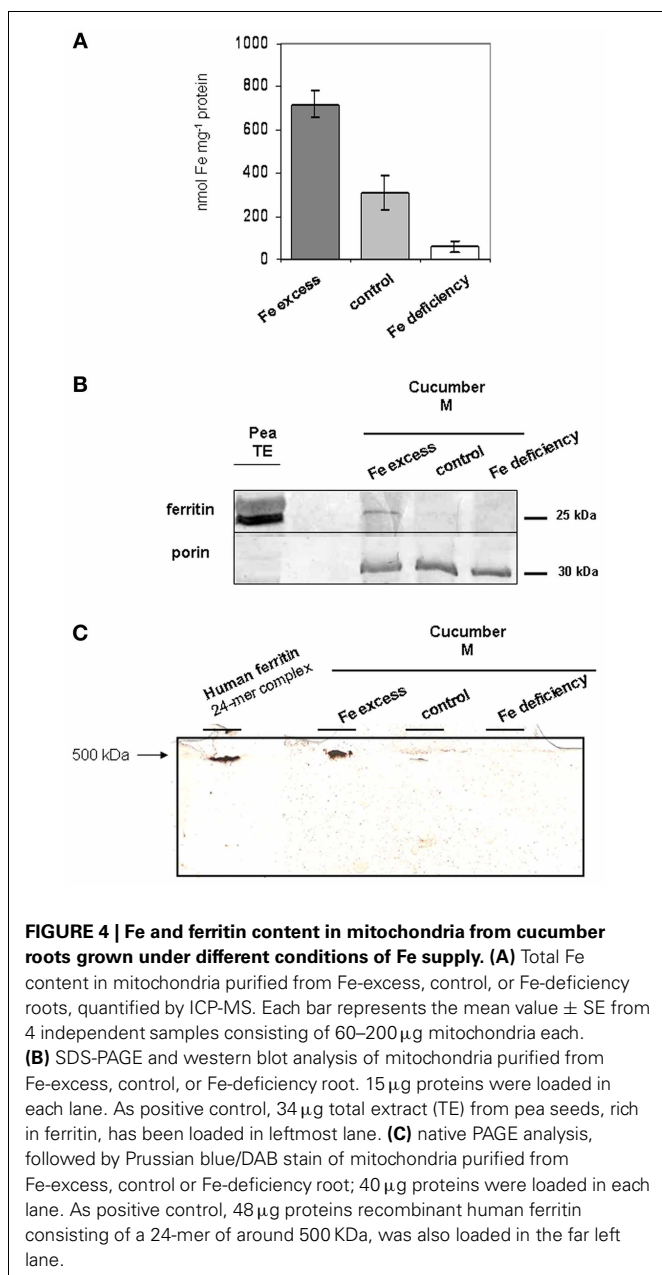 A
1000
800
600
400
200
0
nmol Fe mg⁻¹ protein
Fe excess
control
Fe deficiency
B
Cucumber
M
Pea
TE
Fe excess
control
Fe deficiency
ferritin
25 kDa
porin
30 kDa
C
Cucumber
M
Human ferritin
24-mer complex
Fe excess
control
Fe deficiency
500 kDa
FIGURE 4 | Fe and ferritin content in mitochondria from cucumber
roots grown under different conditions of Fe supply. (A) Total Fe
content in mitochondria purified from Fe-excess, control, or Fe-deficiency
roots, quantified by ICP-MS. Each bar represents the mean value ± SE from
4 independent samples consisting of 60–200 μg mitochondria each.
(B) SDS-PAGE and western blot analysis of mitochondria purified from
Fe-excess, control, or Fe-deficiency root. 15 μg proteins were loaded in
each lane. As positive control, 34 μg total extract (TE) from pea seeds, rich
in ferritin, has been loaded in leftmost lane. (C) native PAGE analysis,
followed by Prussian blue/DAB stain of mitochondria purified from
Fe-excess, control or Fe-deficiency root; 40 μg proteins were loaded in each
lane. As positive control, 48 μg proteins recombinant human ferritin
consisting of a 24-mer of around 500 KDa, was also loaded in the far left
lane.